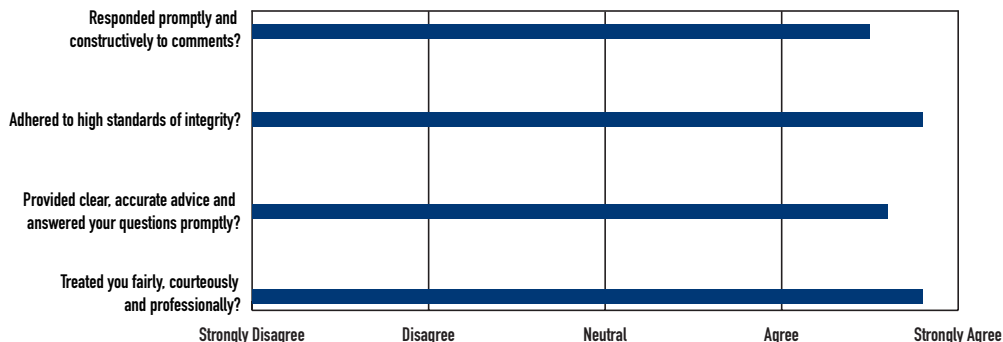 Responded promptly and
constructively to comments?
Adhered to high standards of integrity?
Provided clear, accurate advice and
answered your questions promptly?
Treated you fairly, courteously
and professionally?
Strongly Disagree Disagree Neutral Agree Strongly Agree